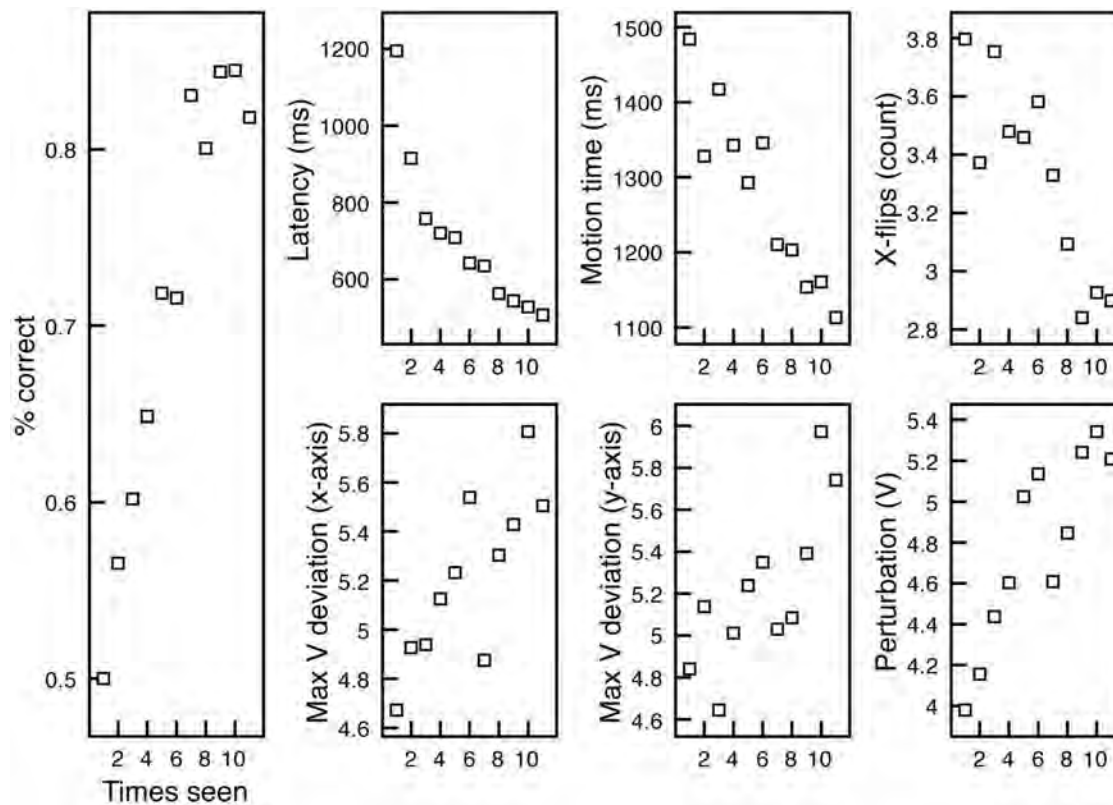 % correct
0.8
0.7
0.6
0.5
2 4 6 8 10
Times seen
Latency (ms)
1200
1000
800
600
2 4 6 8 10
Motion time (ms)
1500
1400
1300
1200
1100
2 4 6 8 10
X-flips (count)
3.8
3.6
3.4
3.2
3
2.8
2 4 6 8 10
Max V deviation (x-axis)
5.8
5.6
5.4
5.2
5
4.8
4.6
2 4 6 8 10
Max V deviation (y-axis)
6
5.8
5.6
5.4
5.2
5
4.8
4.6
2 4 6 8 10
Perturbation (V)
5.4
5.2
5
4.8
4.6
4.4
4.2
4
2 4 6 8 10